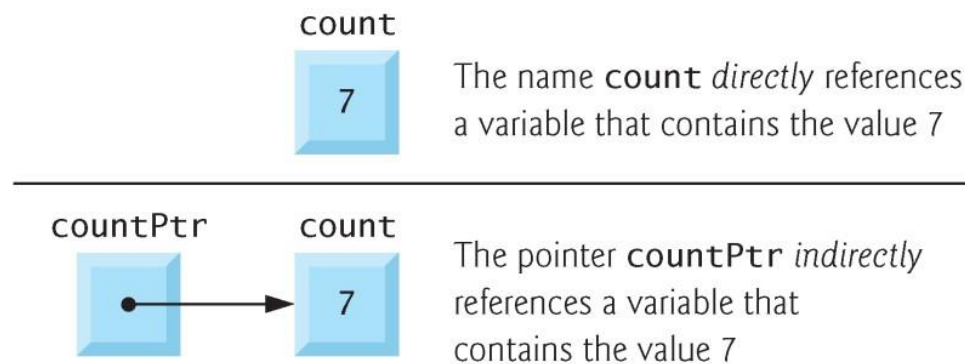 count
7
The name count directly references
a variable that contains the value 7
countPtr count
7
The pointer countPtr indirectly
references a variable that
contains the value 7